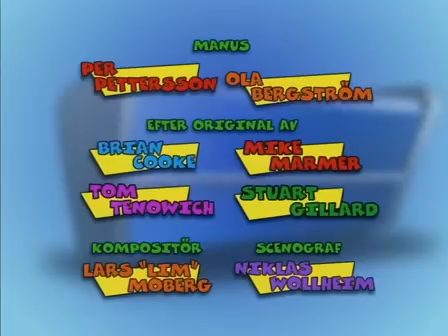 MANUS
PER PETTERSSON
OLA BERGSTRÖM
EFTER ORIGINAL AV
BRIAN COOKE
MIKE MARMER
TOM TENOWICH
STUART GILLARD
KOMPOSITÖR
LARS "LIM" MOBERG
SCENOGRAF
NIKLAS WOLLHEIM